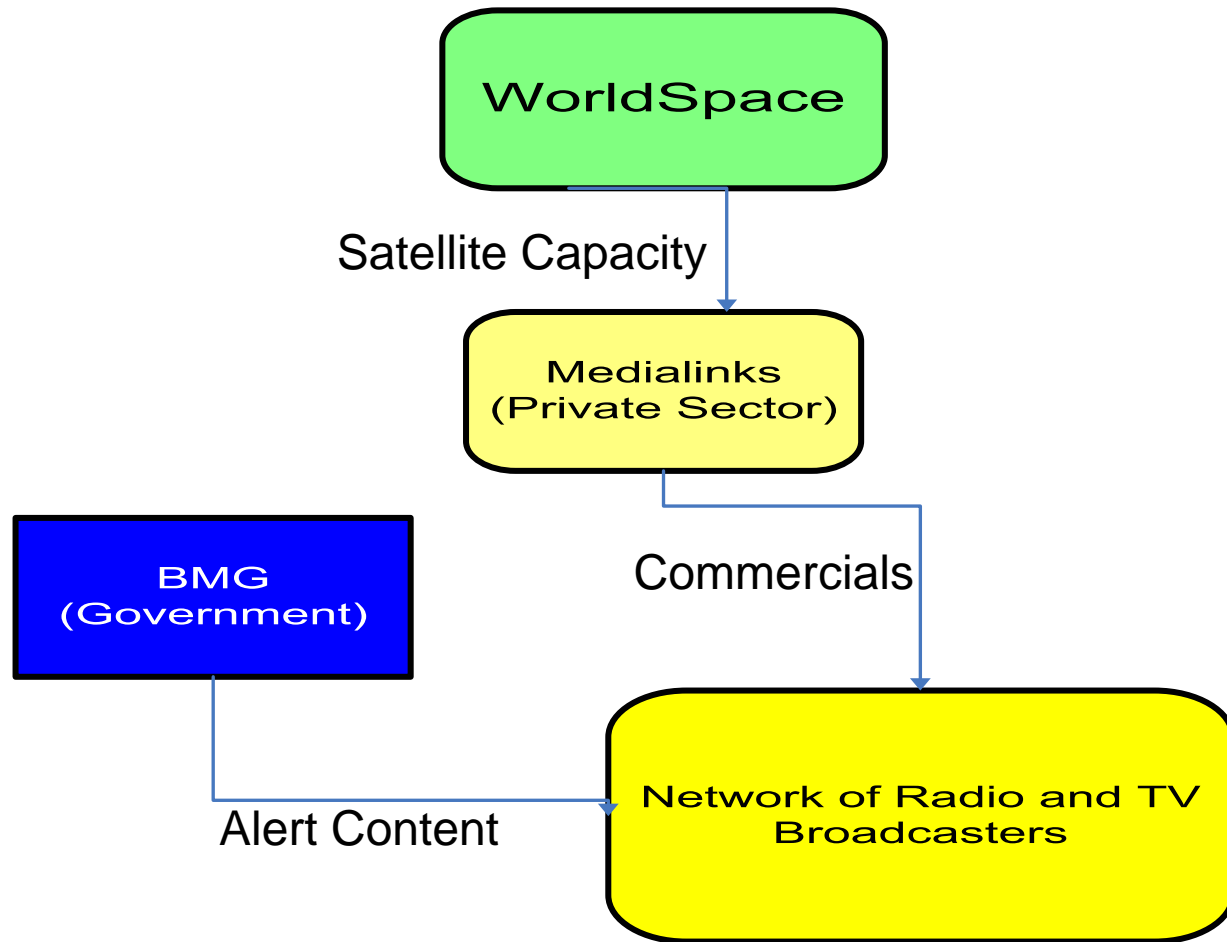 WorldSpace
Satellite Capacity
Medialinks
(Private Sector)
BMG
(Government)
Commercials
Network of Radio and TV
Broadcasters
Alert Content